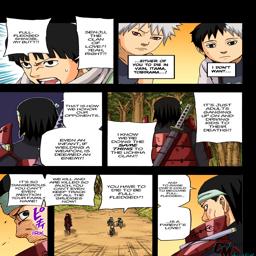 FULL-
FLEDGED
SHINOBI,
MY BUTT!!
SENJU,
THE CLAN
OF
LOVE?!
YEAH,
RIGHT!
...EITHER OF
YOU TO DIE IN
VAIN, ITAMA,
TOBIRAMA...!
I DON'T
WANT...
THAT IS HOW
WE HONOR
OUR
OPPONENTS.
EVEN AN
INFANT, IF
WIELDING
A WEAPON,
IS DEEMED
AN ENEMY!!
I KNOW
WE'RE
DOING THE
SAME
THING TO
THE
UCHIHA
CLAN!!
IT'S JUST
ADULTS
GANGING
UP ON AND
DRIVING
KIDS TO
THEIR
DEATHS!!
IT'S SO
DANGEROUS
YOU CAN'T
EVEN
MENTION
YOUR
FAMILY
NAME!!
WE KILL AND
ARE KILLED
SO MUCH,
YOU CAN'T
EVEN KEEP
TRACK OF
THE
GRUDGES
NOW!
YOU HAVE
TO DIE TO
BE FULL-
FLEDGED?!
IS A
PARENT'S
LOVE!!